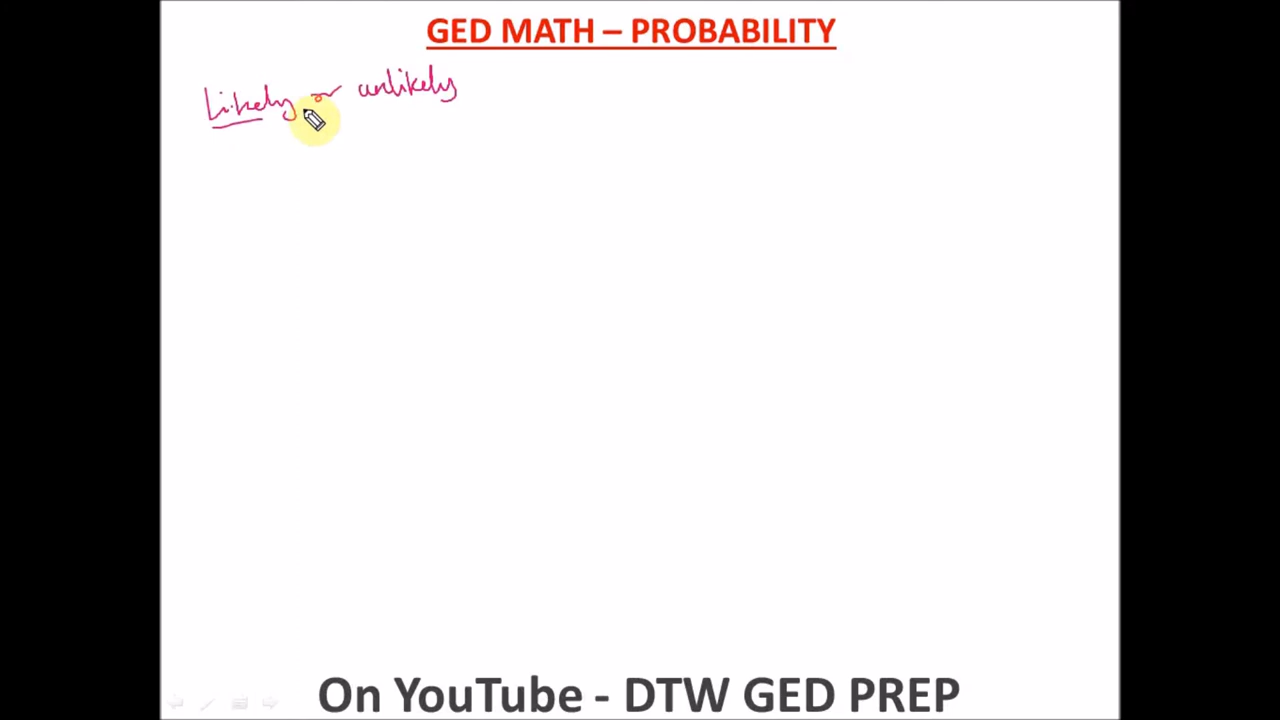 GED MATH – PROBABILITY
Likely or unlikely
On YouTube - DTW GED PREP